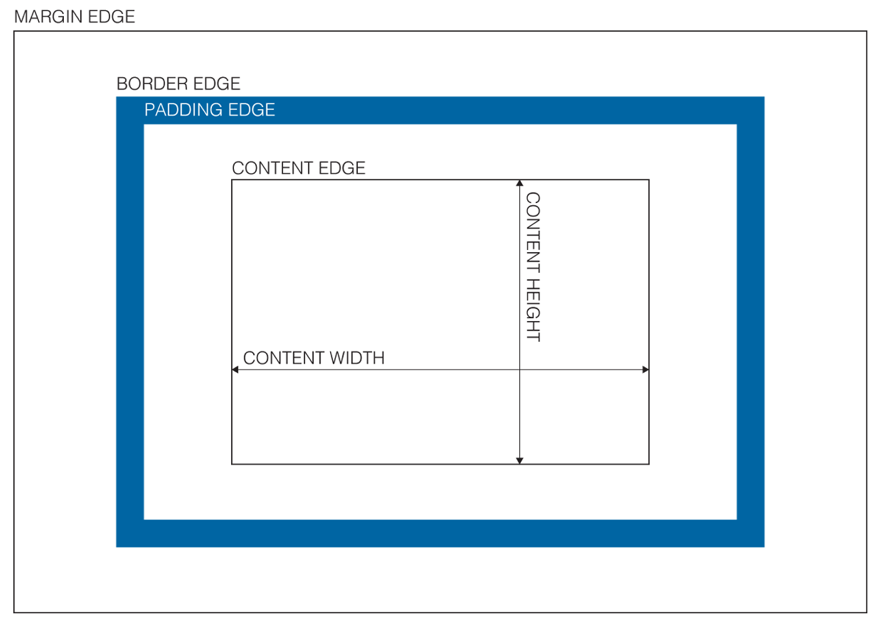 MARGIN EDGE
BORDER EDGE
PADDING EDGE
CONTENT EDGE
CONTENT HEIGHT
CONTENT WIDTH